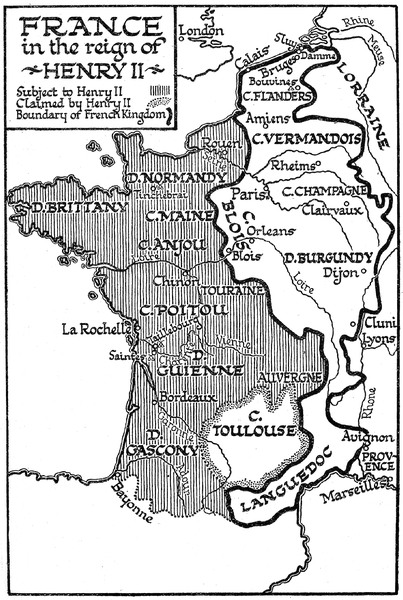 FRANCE
in the reign of
HENRY II
Subject to Henry II
Claimed by Henry II
Boundary of French Kingdom
London
Rhine
Meuse
Sluys
Damme
Calais
Bruges
Bouvines
C. FLANDERS
LORRAINE
Amjens
C. VERMANDOIS
Rouen
Seine
Rheims
D. NORMANDY
Tinchebrai
Paris
C. CHAMPAGNE
D. BRITTANY
C. MAINE
Clairvaux
C. BLOIS
Orleans
C. ANJOU
Loire
Blois
D. BURGUNDY
Dijon
Chinon
TOURAINE
Loire
C. POITOU
La Rochelle
Taillebourg
Vienne
Cluni
Lyons
Saintes
D. GUIENNE
AUVERGNE
Bordeaux
Rhone
C. TOULOUSE
Garonne
D. GASCONY
Adour
Avignon
PROVENCE
LANGUEDOC
Marseilles
Bayonne